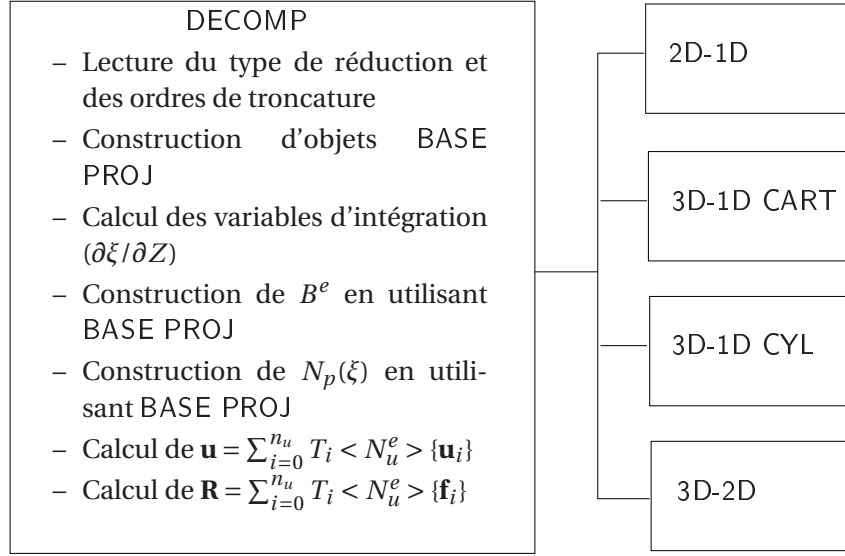 DECOMP
– Lecture du type de réduction et
des ordres de troncature
– Construction d'objets BASE
PROJ
– Calcul des variables d'intégration
(∂ξ/∂Z)
– Construction de B^e en utilisant
BASE PROJ
– Construction de N_p(ξ) en utili-
sant BASE PROJ
– Calcul de u = ∑_{i=0}^{n_u} T_i < N_u^e > {u_i}
– Calcul de R = ∑_{i=0}^{n_u} T_i < N_u^e > {f_i}
2D-1D
3D-1D CART
3D-1D CYL
3D-2D